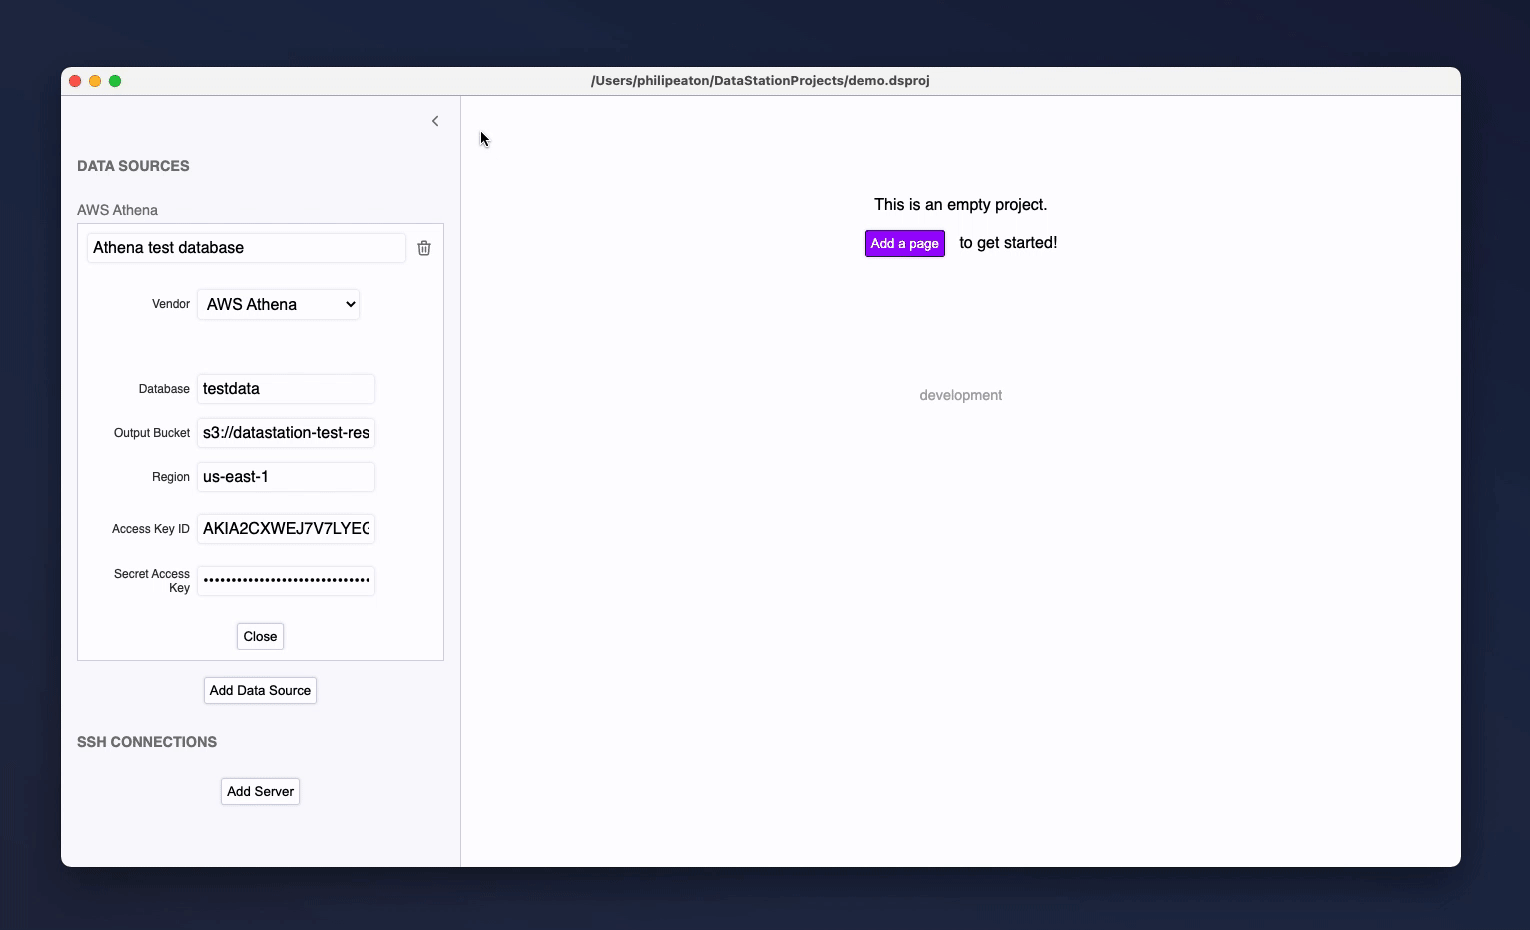 /Users/philipeaton/DataStationProjects/demo.dsproj
DATA SOURCES
AWS Athena
Athena test database
Vendor
AWS Athena
Database
testdata
Output Bucket
s3://datastation-test-res
Region
us-east-1
Access Key ID
Secret Access
Key
Close
Add Data Source
SSH CONNECTIONS
Add Server
This is an empty project.
Add a page to get started!
development